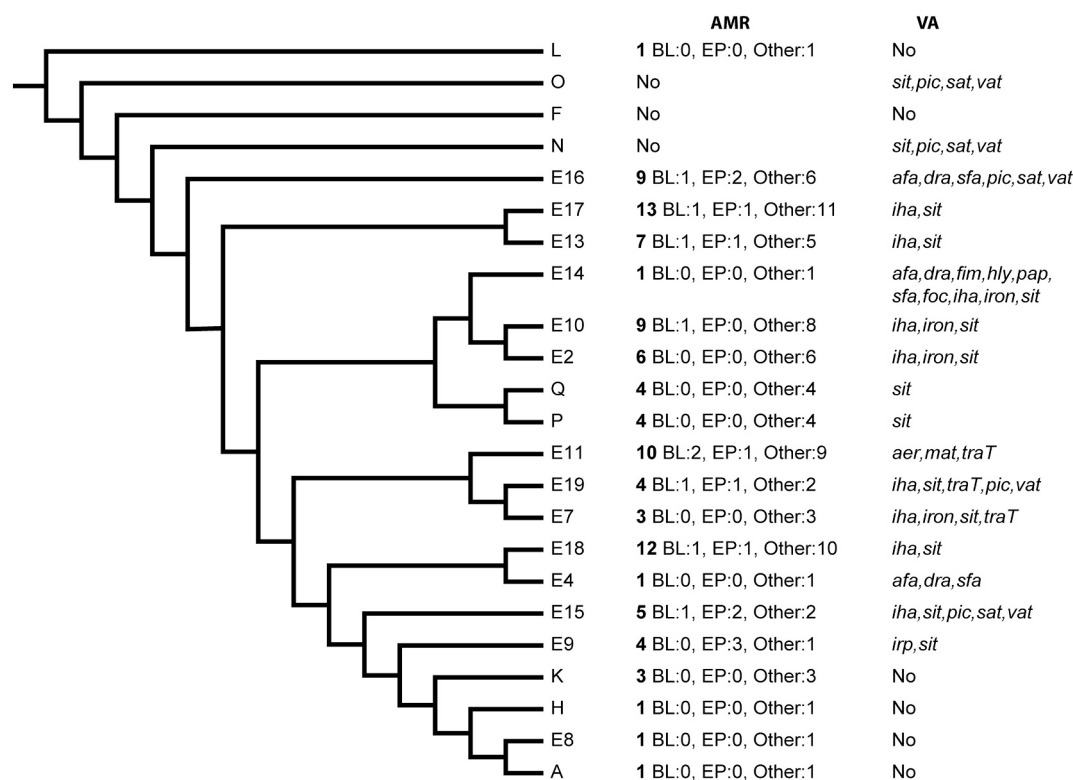 AMR VA
L 1 BL:0, EP:0, Other:1 No
O No sit,pic,sat,vat
F No No
N No sit,pic,sat,vat
E16 9 BL:1, EP:2, Other:6 afa,dra,sfa,pic,sat,vat
E17 13 BL:1, EP:1, Other:11 iha,sit
E13 7 BL:1, EP:1, Other:5 iha,sit
E14 1 BL:0, EP:0, Other:1 afa,dra,fim,hly,pap,
sfa,foc,iha,iron,sit
E10 9 BL:1, EP:0, Other:8 iha,iron,sit
E2 6 BL:0, EP:0, Other:6 iha,iron,sit
Q 4 BL:0, EP:0, Other:4 sit
P 4 BL:0, EP:0, Other:4 sit
E11 10 BL:2, EP:1, Other:9 aer,mat,traT
E19 4 BL:1, EP:1, Other:2 iha,sit,traT,pic,vat
E7 3 BL:0, EP:0, Other:3 iha,iron,sit,traT
E18 12 BL:1, EP:1, Other:10 iha,sit
E4 1 BL:0, EP:0, Other:1 afa,dra,sfa
E15 5 BL:1, EP:2, Other:2 iha,sit,pic,sat,vat
E9 4 BL:0, EP:3, Other:1 irp,sit
K 3 BL:0, EP:0, Other:3 No
H 1 BL:0, EP:0, Other:1 No
E8 1 BL:0, EP:0, Other:1 No
A 1 BL:0, EP:0, Other:1 No